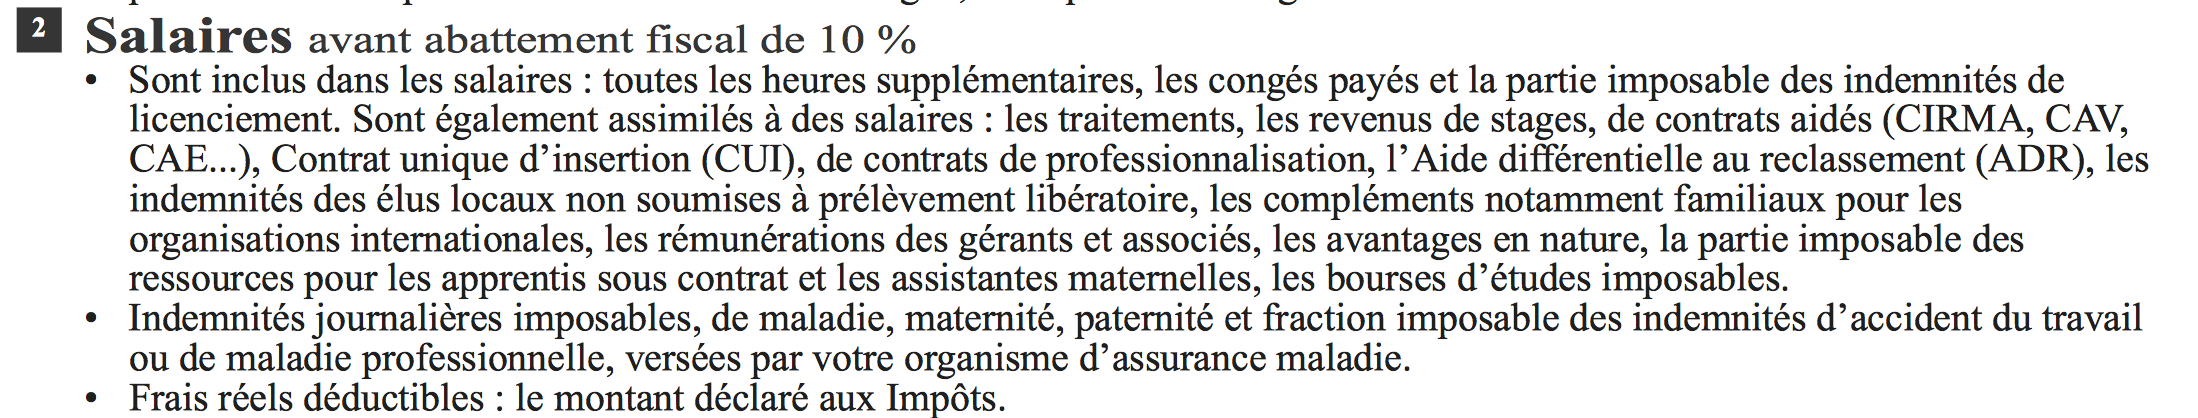 2 Salaires avant abattement fiscal de 10 %
• Sont inclus dans les salaires : toutes les heures supplémentaires, les congés payés et la partie imposable des indemnités de
licenciement. Sont également assimilés à des salaires : les traitements, les revenus de stages, de contrats aidés (CIRMA, CAV,
CAE...), Contrat unique d’insertion (CUI), de contrats de professionnalisation, l’Aide différentielle au reclassement (ADR), les
indemnités des élus locaux non soumises à prélèvement libératoire, les compléments notamment familiaux pour les
organisations internationales, les rémunérations des gérants et associés, les avantages en nature, la partie imposable des
ressources pour les apprentis sous contrat et les assistantes maternelles, les bourses d’études imposables.
• Indemnités journalières imposables, de maladie, maternité, paternité et fraction imposable des indemnités d’accident du travail
ou de maladie professionnelle, versées par votre organisme d’assurance maladie.
• Frais réels déductibles : le montant déclaré aux Impôts.